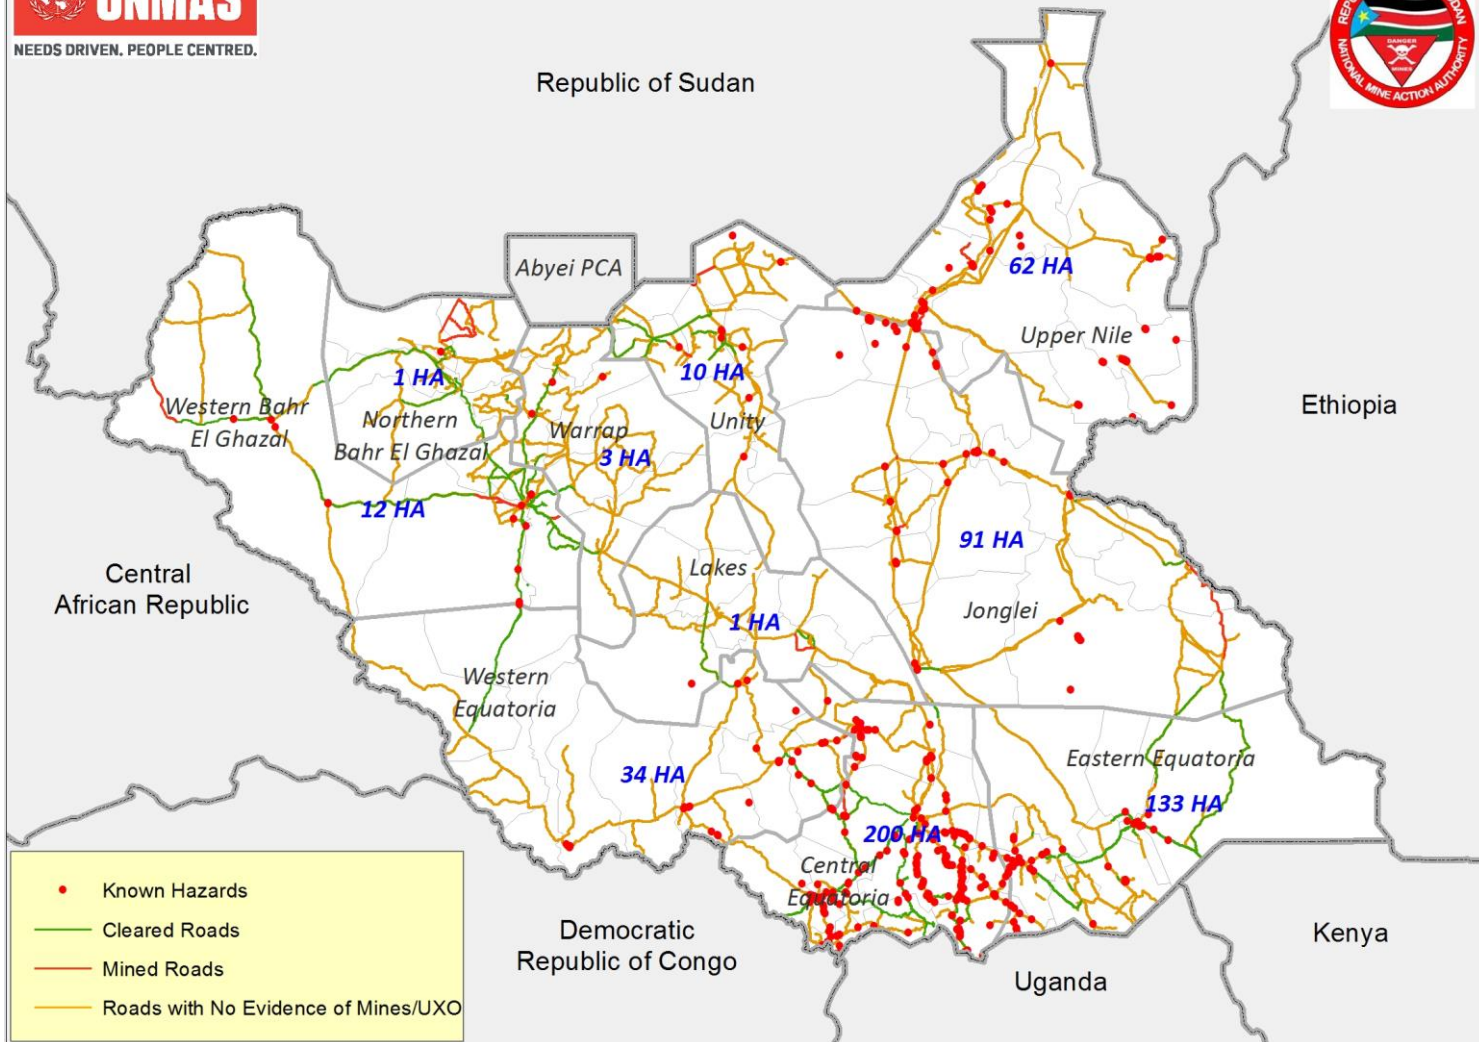 UNMAS
NEEDS DRIVEN. PEOPLE CENTRED.
DANGER
MINES
NATIONAL MINE ACTION AUTHORITY
Republic of Sudan
Abyei PCA
62 HA
Upper Nile
Ethiopia
10 HA
Unity
1 HA
Northern
Bahr El Ghazal
Western Bahr
El Ghazal
Warrap
3 HA
12 HA
91 HA
Jonglei
Lakes
1 HA
Central
African Republic
Western
Equatoria
34 HA
Eastern Equatoria
133 HA
200 HA
Central
Equatoria
Democratic
Republic of Congo
Uganda
Kenya
Known Hazards
Cleared Roads
Mined Roads
Roads with No Evidence of Mines/UXO